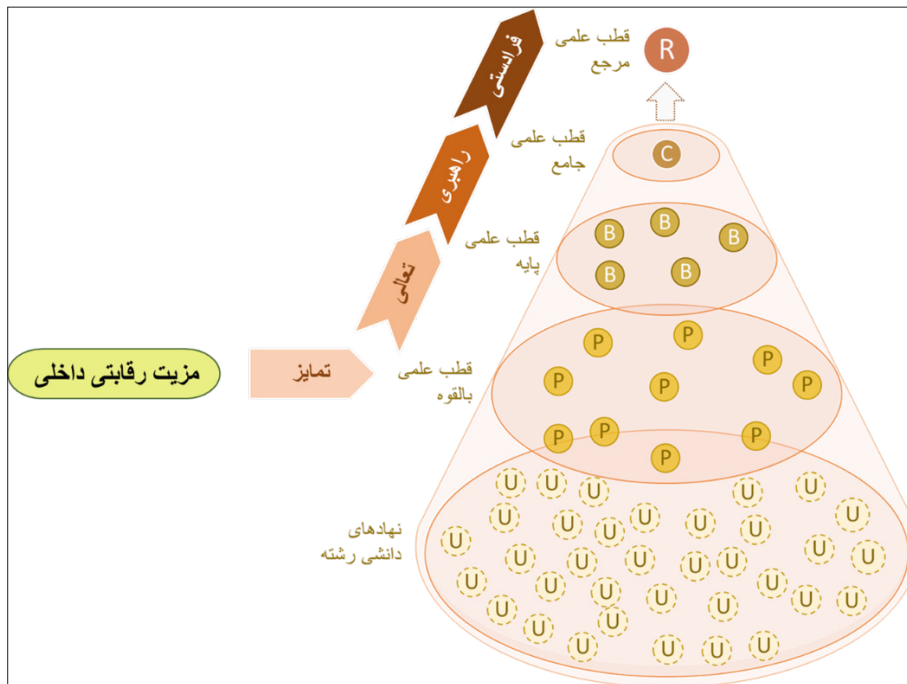 قطب علمی
مرجع
R
فرادستی
قطب علمی
جامع
C
راهبری
قطب علمی
پایه
B B B
B B
تعالی
P P
P P
P P
قطب علمی
بالقوه
تمایز
مزیت رقابتی داخلی
P P P
P
نهادهای
دانشی رشته
U U U U U
U U U U U U U
U U U U U U U U
U U U U U U U
U U U U
U U U U